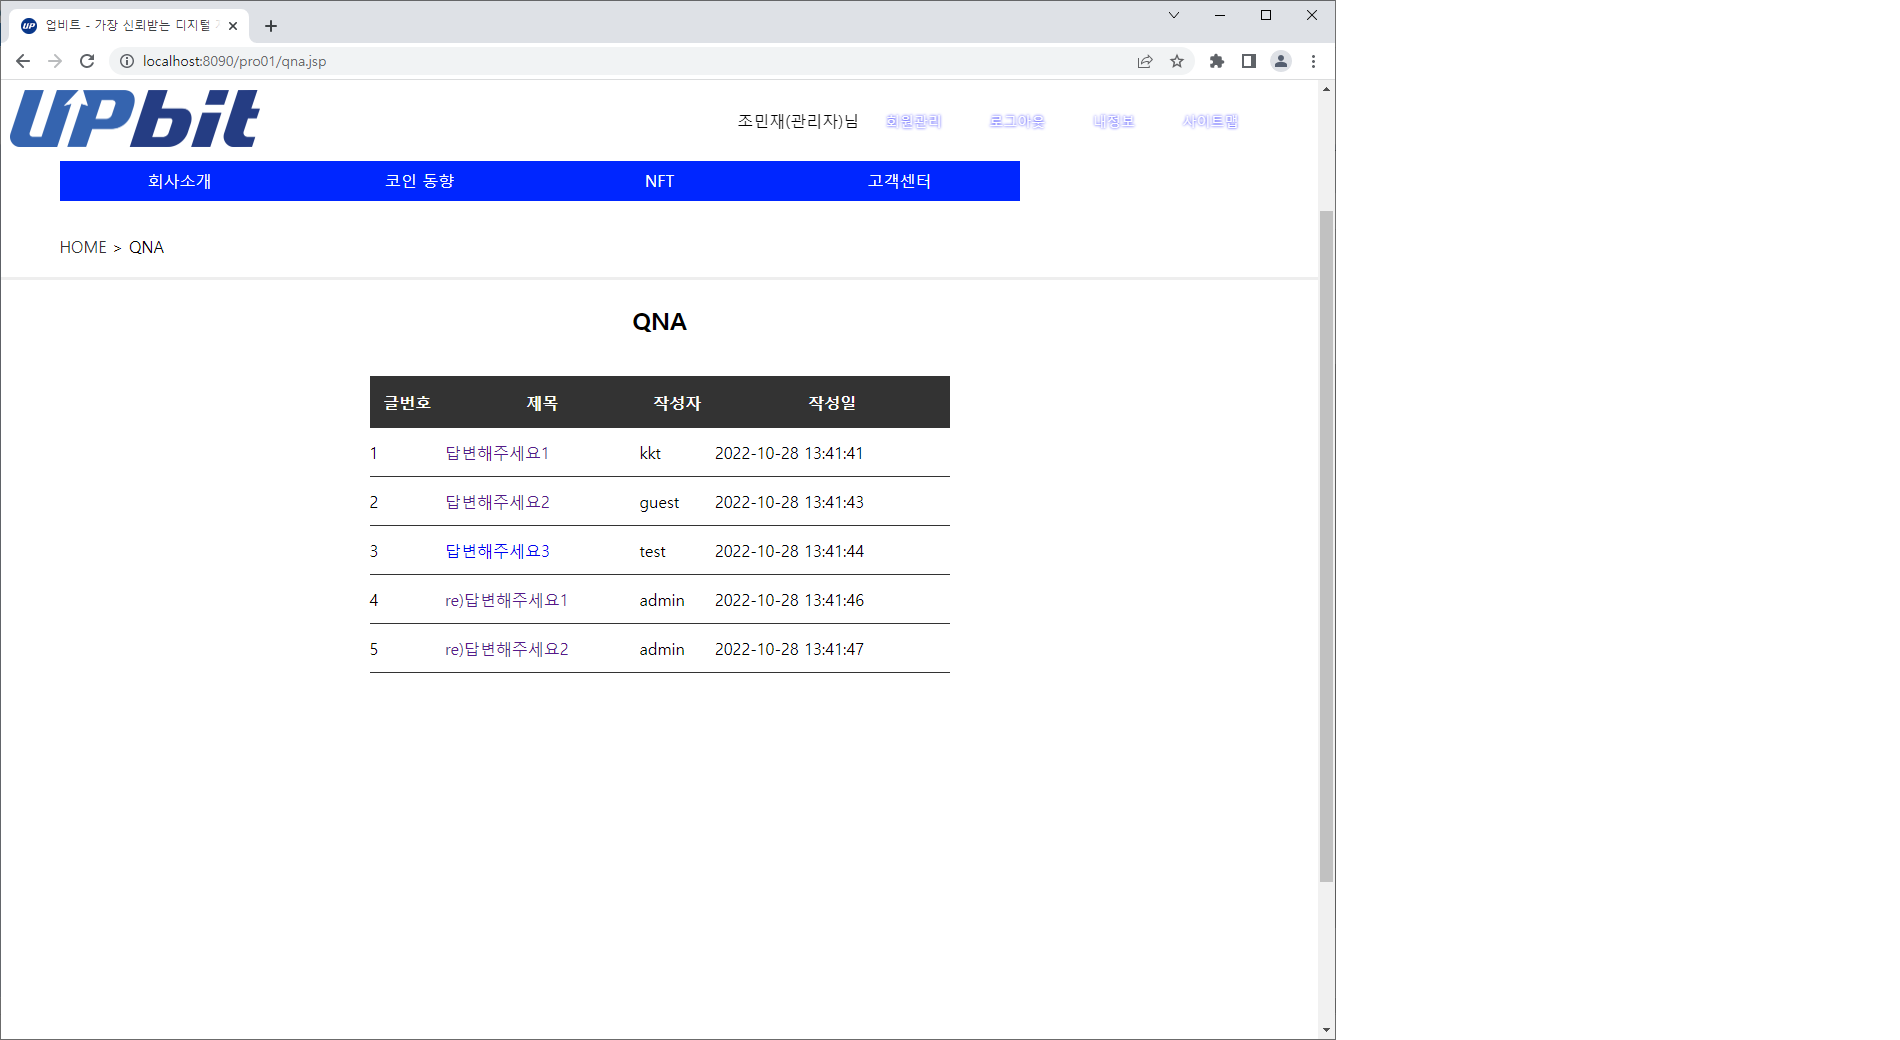 업비트 - 가장 신뢰받는 디지털
localhost:8090/pro01/qna.jsp
UPbit
조민재(관리자)님 회원관리 로그아웃 내정보 사이트맵
회사소개 코인 동향 NFT 고객센터
HOME > QNA
QNA
글번호 제목 작성자 작성일
1 답변해주세요1 kkt 2022-10-28 13:41:41
2 답변해주세요2 guest 2022-10-28 13:41:43
3 답변해주세요3 test 2022-10-28 13:41:44
4 re)답변해주세요1 admin 2022-10-28 13:41:46
5 re)답변해주세요2 admin 2022-10-28 13:41:47